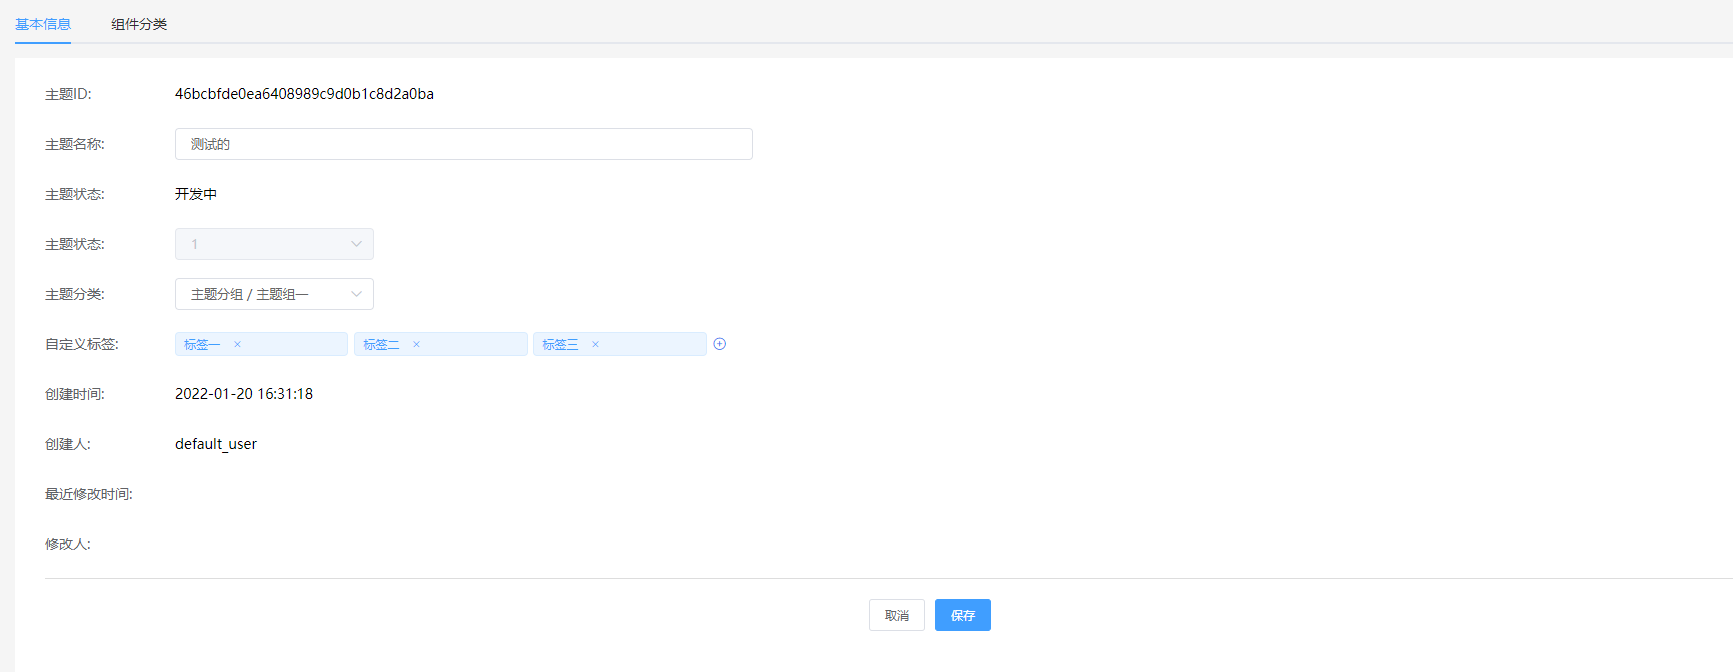 基本信息 组件分类
主题ID: 46bcbfde0ea6408989c9d0b1c8d2a0ba
主题名称: 测试的
主题状态: 开发中
主题状态: 1
主题分类: 主题分组 / 主题组一
自定义标签: 标签一 × 标签二 × 标签三 ×
创建时间: 2022-01-20 16:31:18
创建人: default_user
最近修改时间:
修改人:
取消 保存